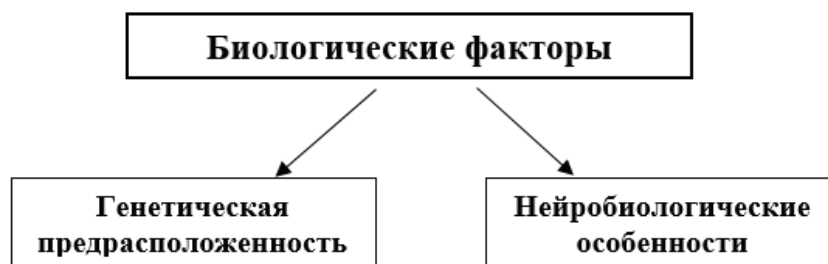 Биологические факторы
Генетическая
предрасположенность
Нейробиологические
особенности